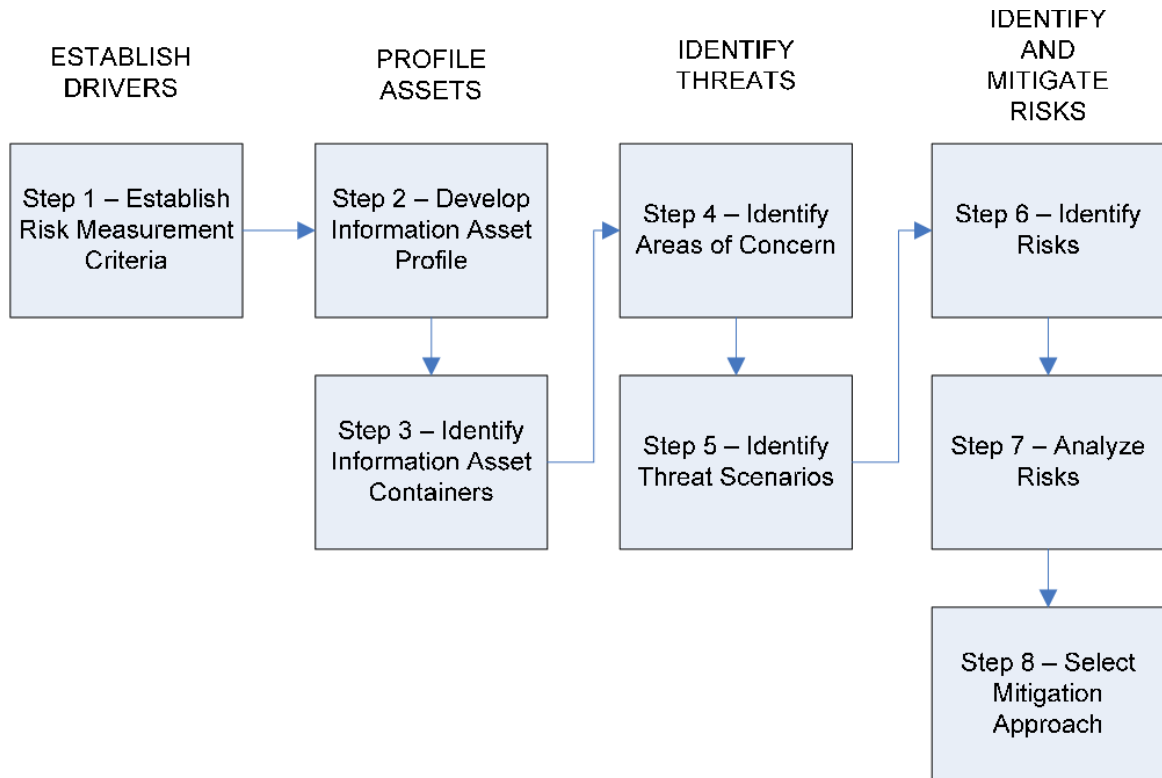 ESTABLISH
DRIVERS
PROFILE
ASSETS
IDENTIFY
THREATS
IDENTIFY
AND
MITIGATE
RISKS
Step 1 – Establish
Risk Measurement
Criteria
Step 2 – Develop
Information Asset
Profile
Step 3 – Identify
Information Asset
Containers
Step 4 – Identify
Areas of Concern
Step 5 – Identify
Threat Scenarios
Step 6 – Identify
Risks
Step 7 – Analyze
Risks
Step 8 – Select
Mitigation
Approach